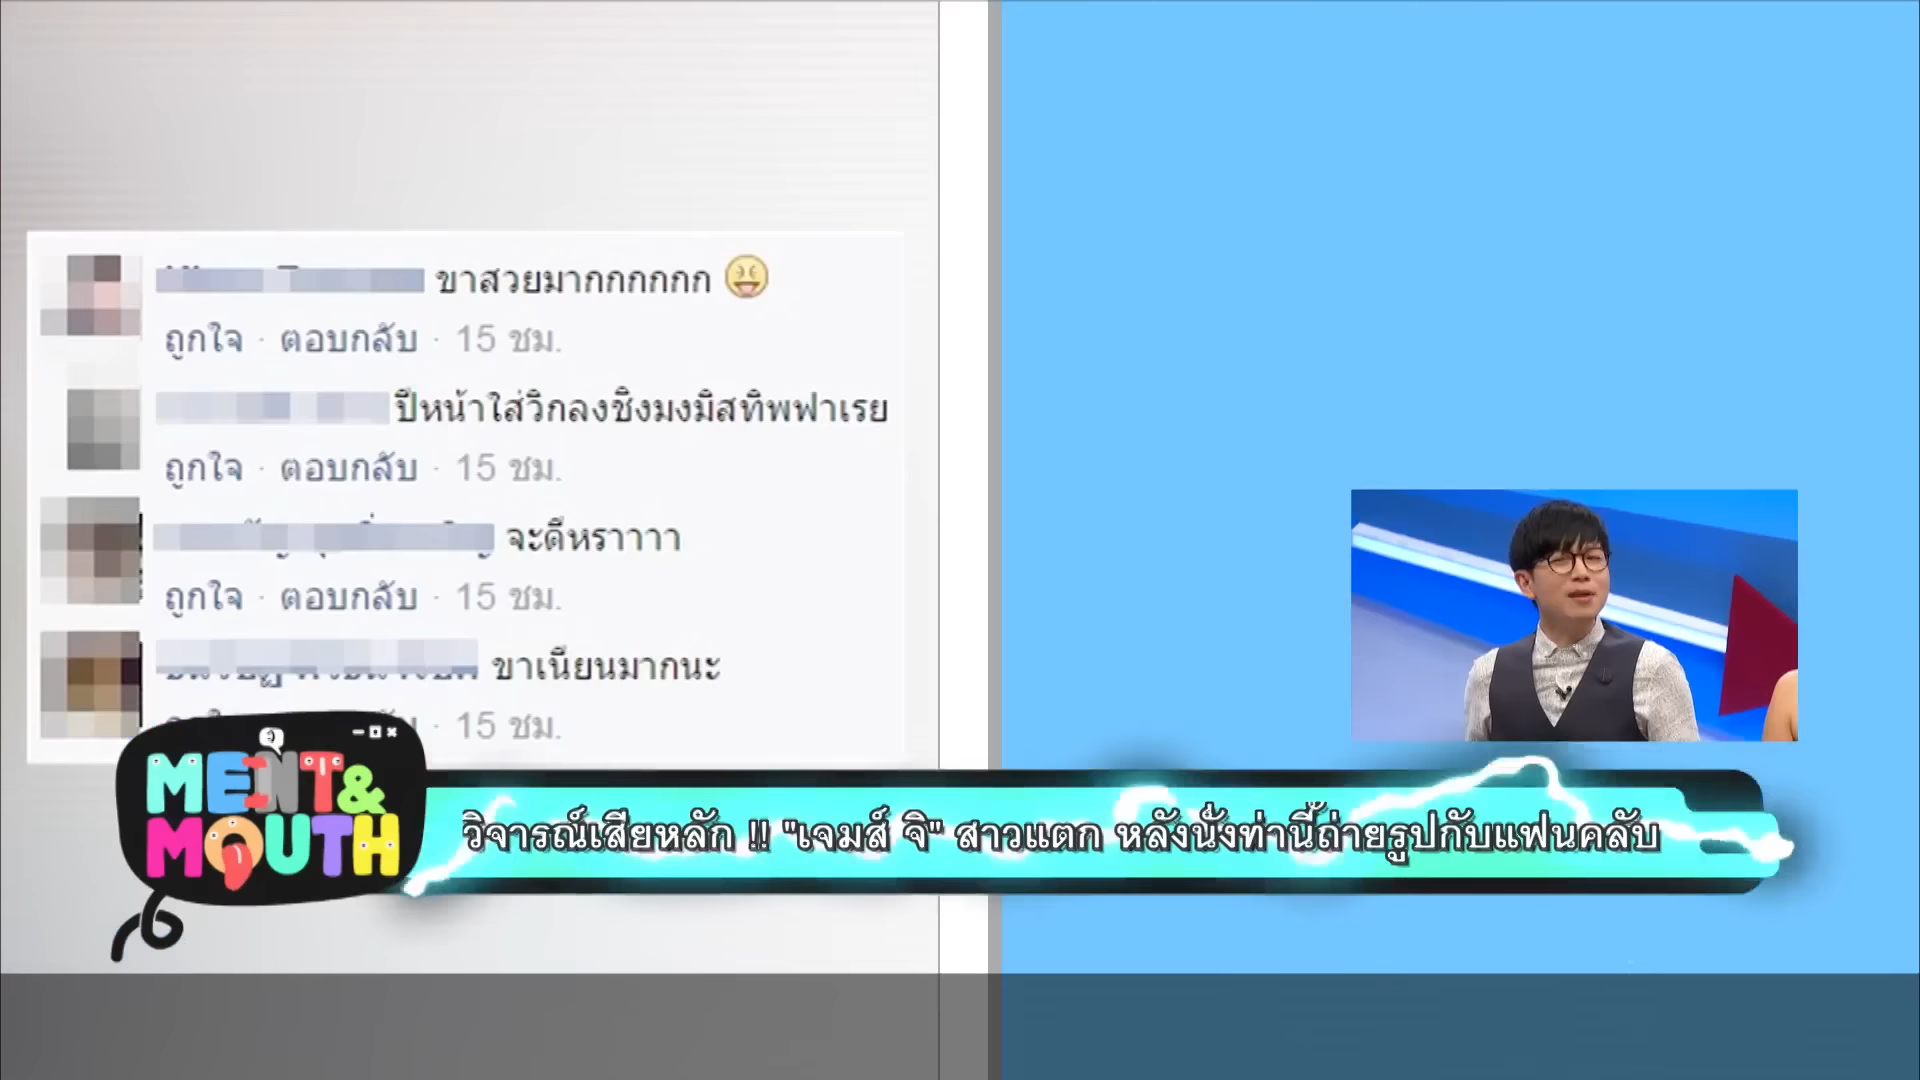 ขาสวยมากกกกกก
ถูกใจ · ตอบกลับ · 15 ชม.
ปีหน้าใส่วิกลงชิงมงมิสทิพฟาเรย
ถูกใจ · ตอบกลับ · 15 ชม.
จะดีหราาาา
ถูกใจ · ตอบกลับ · 15 ชม.
ขาเนียนมากนะ
15 ชม.
MENT&
MOUTH
วิจารณ์เสียหลัก !! "เจมส์ จิ" สาวแตก หลังนั่งท่านี้ถ่ายรูปกับแฟนคลับ